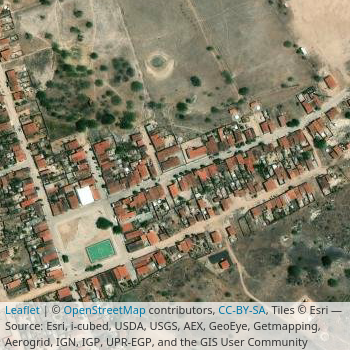 Leaflet | © OpenStreetMap contributors, CC-BY-SA, Tiles © Esri —
Source: Esri, i-cubed, USDA, USGS, AEX, GeoEye, Getmapping,
Aerogrid, IGN, IGP, UPR-EGP, and the GIS User Community